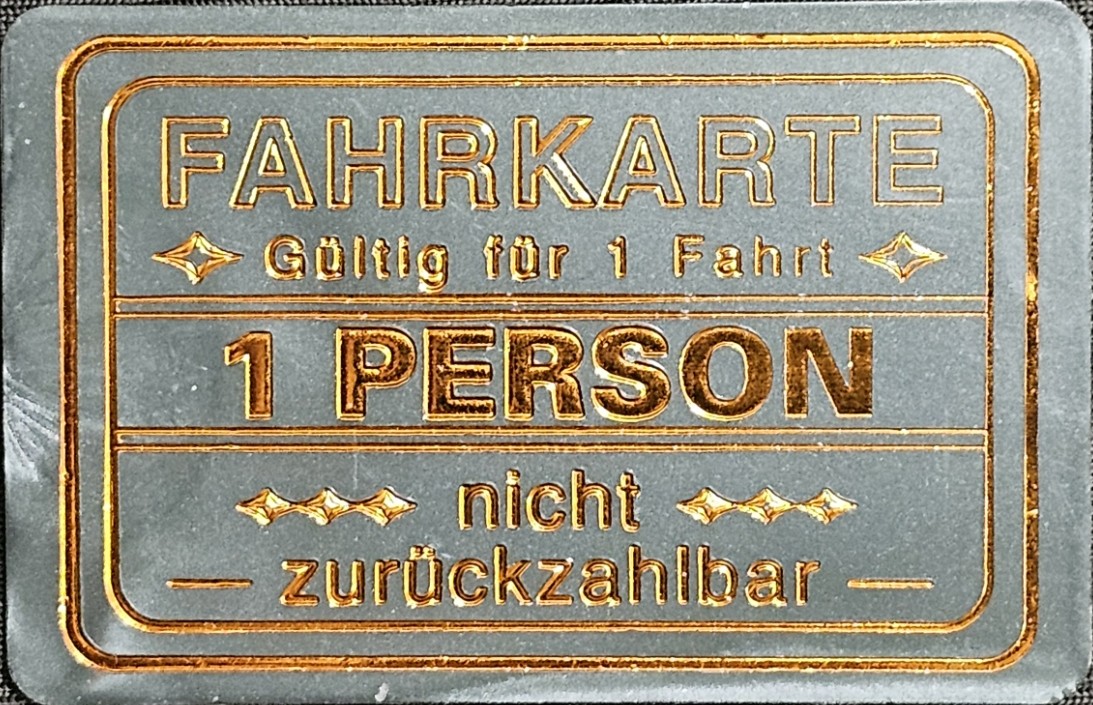 FAHRKARTE
Gültig für 1 Fahrt
1 PERSON
nicht
zurückzahlbar